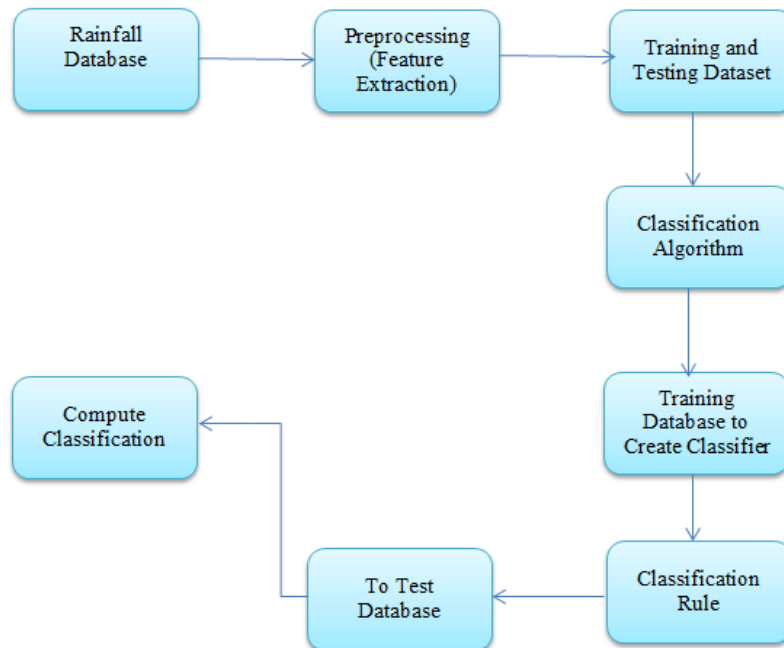 Rainfall
Database
Preprocessing
(Feature
Extraction)
Training and
Testing Dataset
Classification
Algorithm
Training
Database to
Create Classifier
Classification
Rule
To Test
Database
Compute
Classification